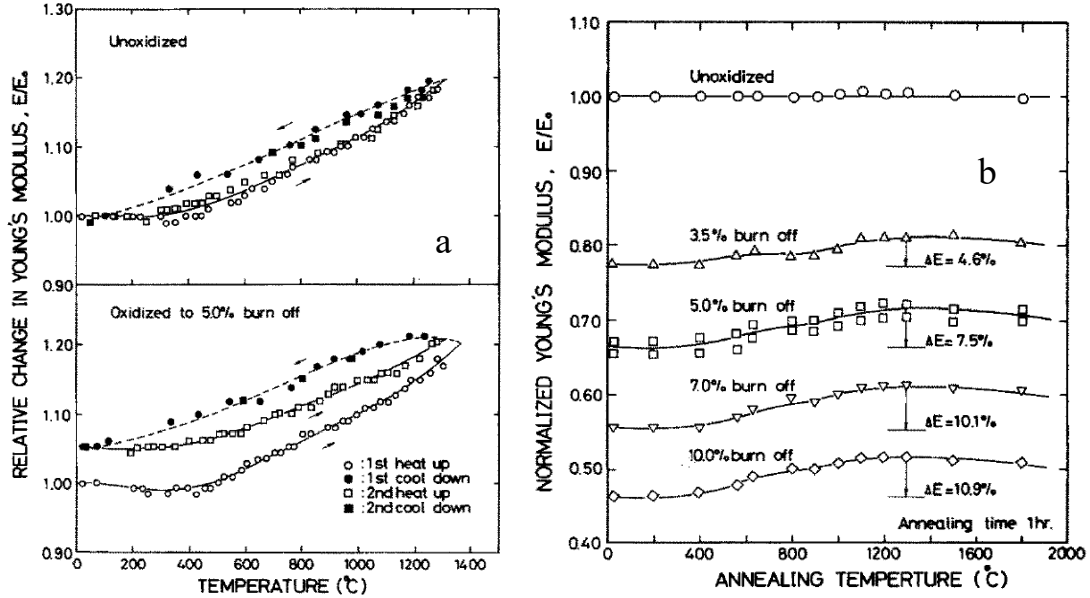 RELATIVE CHANGE IN YOUNG'S MODULUS, E/E₀
1.30
1.20
1.10
1.00
0.90
1.20
1.10
1.00
0.90
Unoxidized
a
Oxidized to 5.0% burn off
○ :1st heat up
● :1st cool down
□ :2nd heat up
■ :2nd cool down
0 200 400 600 800 1000 1200 1400
TEMPERATURE (°C)
NORMALIZED YOUNG'S MODULUS, E/E₀
1.10
1.00
0.90
0.80
0.70
0.60
0.50
0.40
Unoxidized
b
3.5% burn off
ΔE= 4.6%
5.0% burn off
ΔE= 7.5%
7.0% burn off
ΔE= 10.1%
10.0% burn off
ΔE= 10.9%
Annealing time 1hr.
0 400 800 1200 1600 2000
ANNEALING TEMPERTURE (°C)